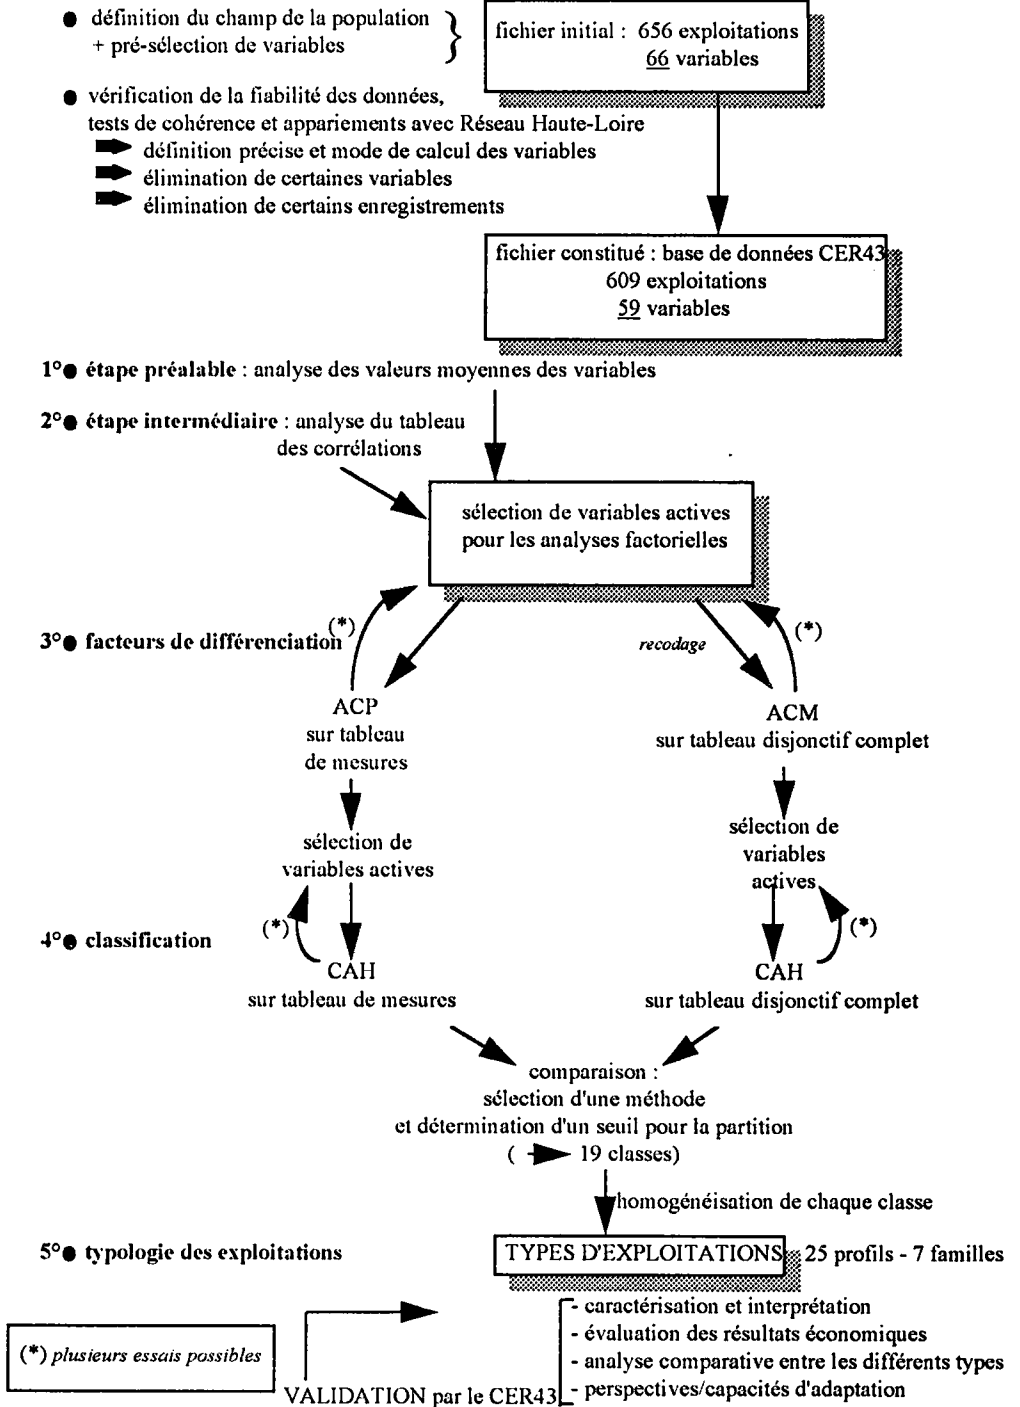 ● définition du champ de la population
+ pré-sélection de variables
fichier initial : 656 exploitations
66 variables
● vérification de la fiabilité des données,
tests de cohérence et appariements avec Réseau Haute-Loire
définition précise et mode de calcul des variables
élimination de certaines variables
élimination de certains enregistrements
fichier constitué : base de données CER43
609 exploitations
59 variables
1°● étape préalable : analyse des valeurs moyennes des variables
2°● étape intermédiaire : analyse du tableau
des corrélations
sélection de variables actives
pour les analyses factorielles
3°● facteurs de différenciation
(*)
recodage
(*)
ACP
sur tableau
de mesures
ACM
sur tableau disjonctif complet
sélection de
variables actives
sélection de
variables
actives
4°● classification
(*)
(*)
CAH
sur tableau de mesures
CAH
sur tableau disjonctif complet
comparaison :
sélection d'une méthode
et détermination d'un seuil pour la partition
( 19 classes)
homogénéisation de chaque classe
5°● typologie des exploitations
TYPES D'EXPLOITATIONS
25 profils - 7 familles
- caractérisation et interprétation
- évaluation des résultats économiques
- analyse comparative entre les différents types
- perspectives/capacités d'adaptation
(*) plusieurs essais possibles
VALIDATION par le CER43